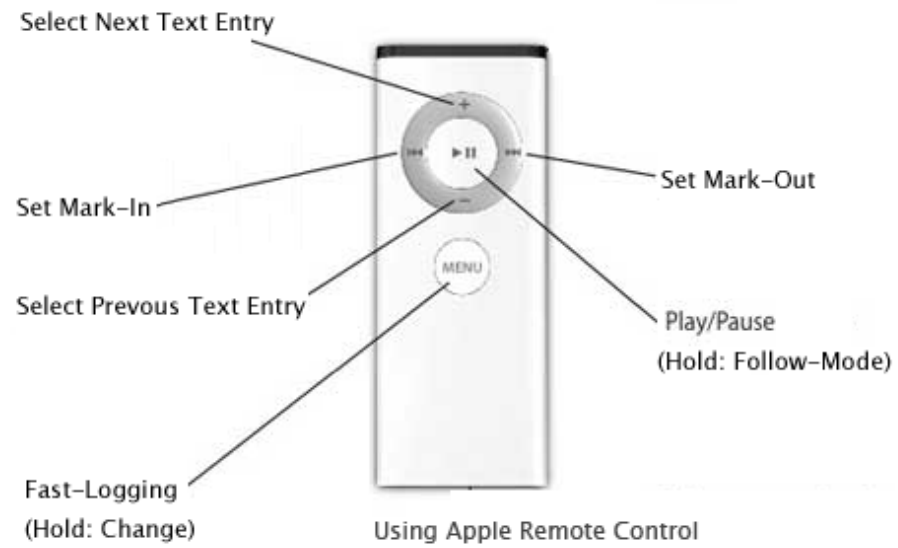 Select Next Text Entry
+
⏮ ▶❚❚ ⏭
Set Mark-Out
Set Mark-In
−
MENU
Select Prevous Text Entry
Play/Pause
(Hold: Follow-Mode)
Fast-Logging
(Hold: Change)
Using Apple Remote Control